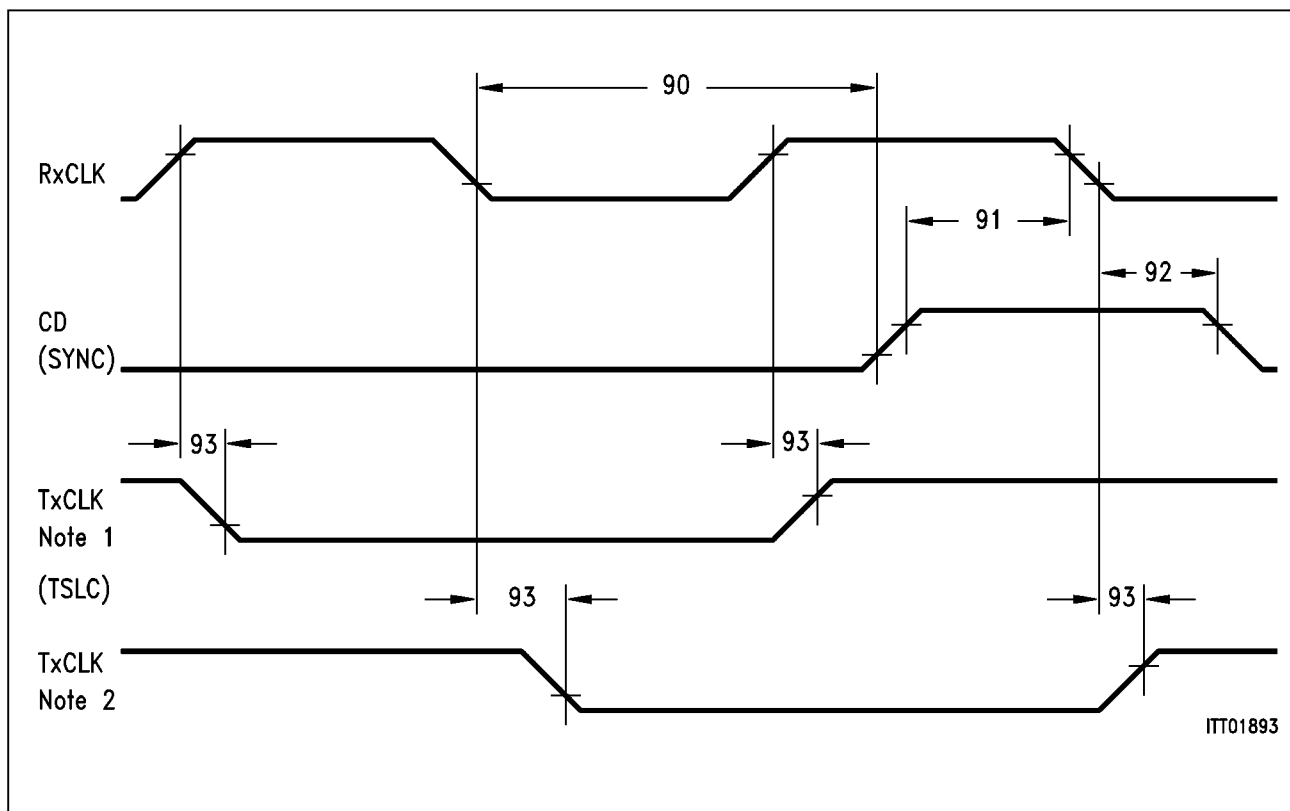 90
RxCLK
91
92
CD
(SYNC)
93
93
TxCLK
Note 1
(TSLC)
93
93
TxCLK
Note 2
ITT01893